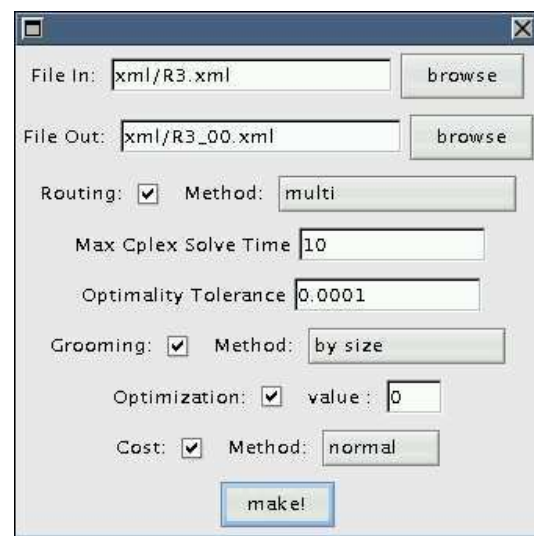 File In: xml/R3.xml browse
File Out: xml/R3_00.xml browse
Routing: Method: multi
Max Cplex Solve Time 10
Optimality Tolerance 0.0001
Grooming: Method: by size
Optimization: value : 0
Cost: Method: normal
make!